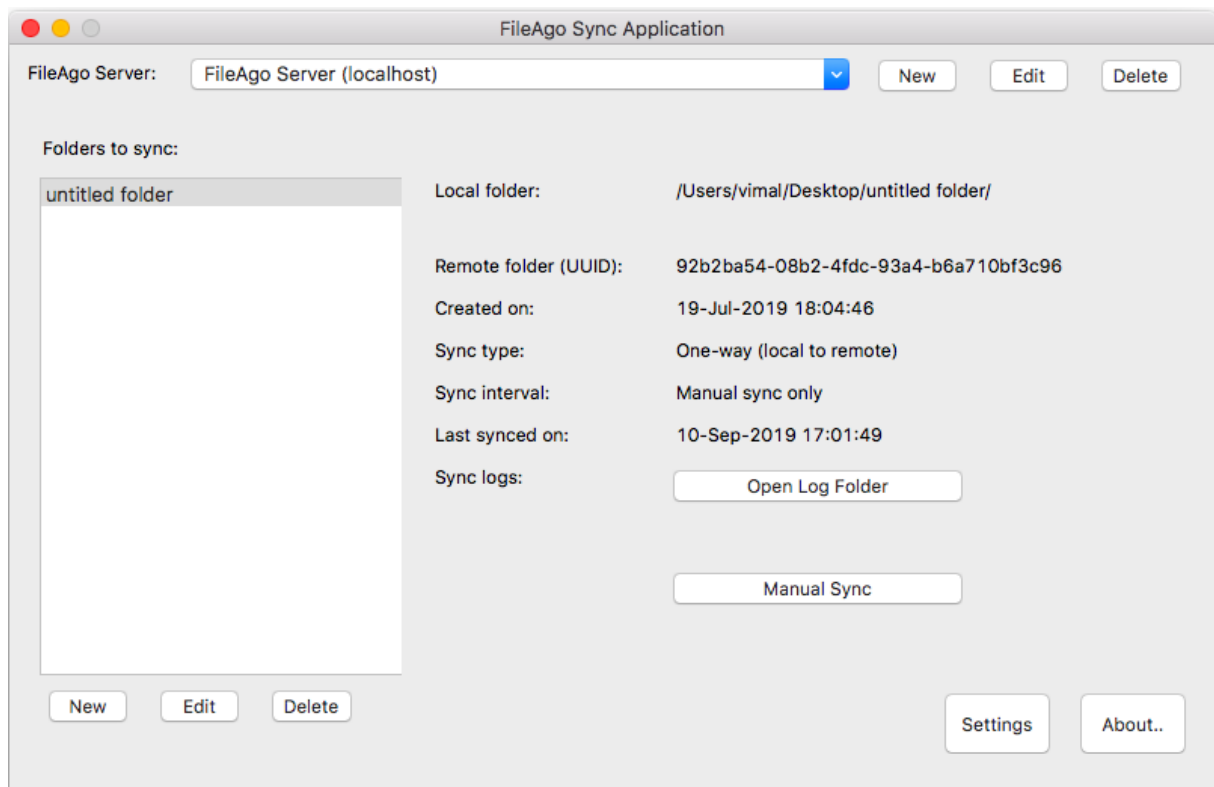 FileAgo Sync Application
FileAgo Server: FileAgo Server (localhost) New Edit Delete
Folders to sync:
untitled folder
Local folder: /Users/vimal/Desktop/untitled folder/
Remote folder (UUID): 92b2ba54-08b2-4fdc-93a4-b6a710bf3c96
Created on: 19-Jul-2019 18:04:46
Sync type: One-way (local to remote)
Sync interval: Manual sync only
Last synced on: 10-Sep-2019 17:01:49
Sync logs: Open Log Folder
Manual Sync
New Edit Delete
Settings About..